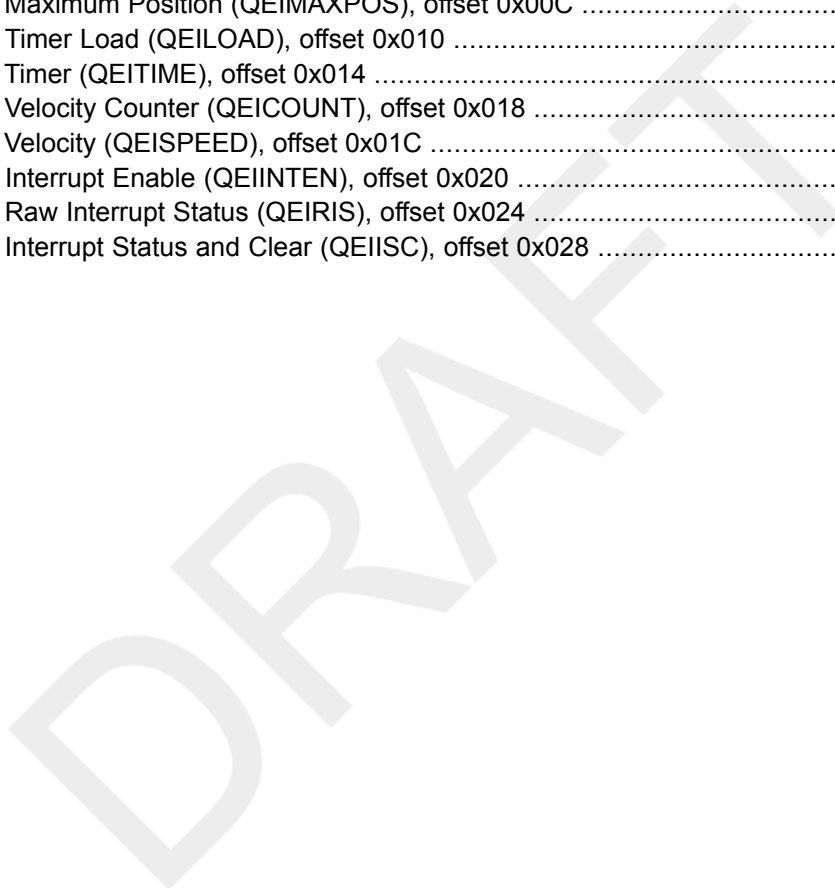 Maximum Position (QEIMAXPOS), offset 0x00C ................................
Timer Load (QEILOAD), offset 0x010 ................................................
Timer (QEITIME), offset 0x014 ..........................................................
Velocity Counter (QEICOUNT), offset 0x018 ......................................
Velocity (QEISPEED), offset 0x01C ...................................................
Interrupt Enable (QEIINTEN), offset 0x020 ........................................
Raw Interrupt Status (QEIRIS), offset 0x024 ......................................
Interrupt Status and Clear (QEIISC), offset 0x028 ..............................
DRAFT